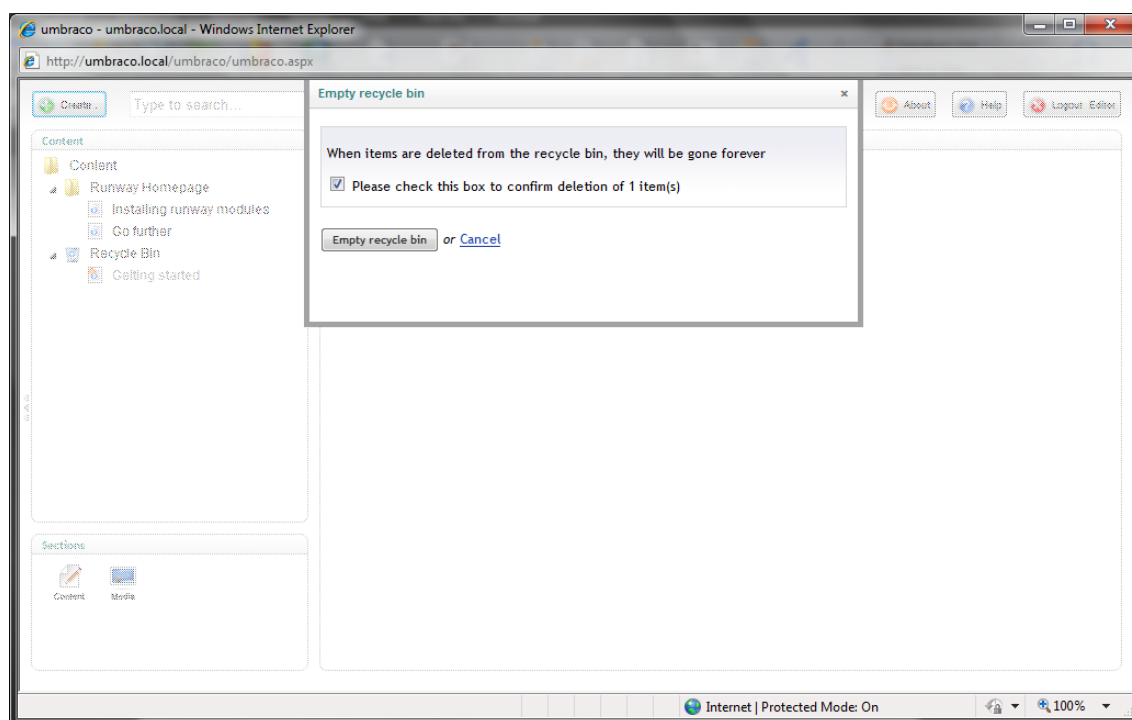 umbraco - umbraco.local - Windows Internet Explorer
http://umbraco.local/umbraco/umbraco.aspx
Create...
Type to search...
Empty recycle bin
About
Help
Logout Editor
Content
Content
Runway Homepage
Installing runway modules
Go further
Recycle Bin
Getting started
When items are deleted from the recycle bin, they will be gone forever
Please check this box to confirm deletion of 1 item(s)
Empty recycle bin or Cancel
Sections
Content
Media
Internet | Protected Mode: On
100%